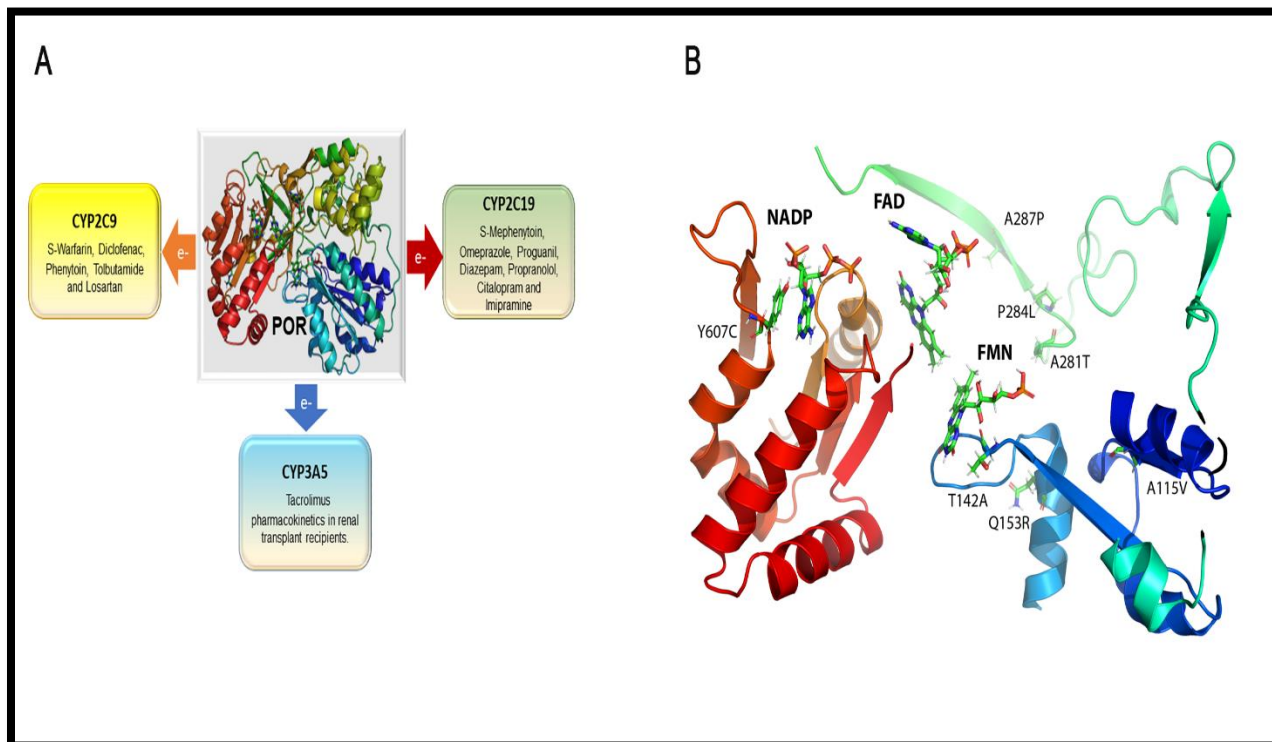 A
CYP2C9
S-Warfarin, Diclofenac,
Phenytoin, Tolbutamide
and Losartan
e-
POR
e-
CYP2C19
S-Mephenytoin,
Omeprazole, Proguanil,
Diazepam, Propranolol,
Citalopram and
Imipramine
e-
CYP3A5
Tacrolimus
pharmacokinetics in renal
transplant recipients.
B
NADP
FAD
A287P
Y607C
P284L
FMN
A281T
T142A
A115V
Q153R